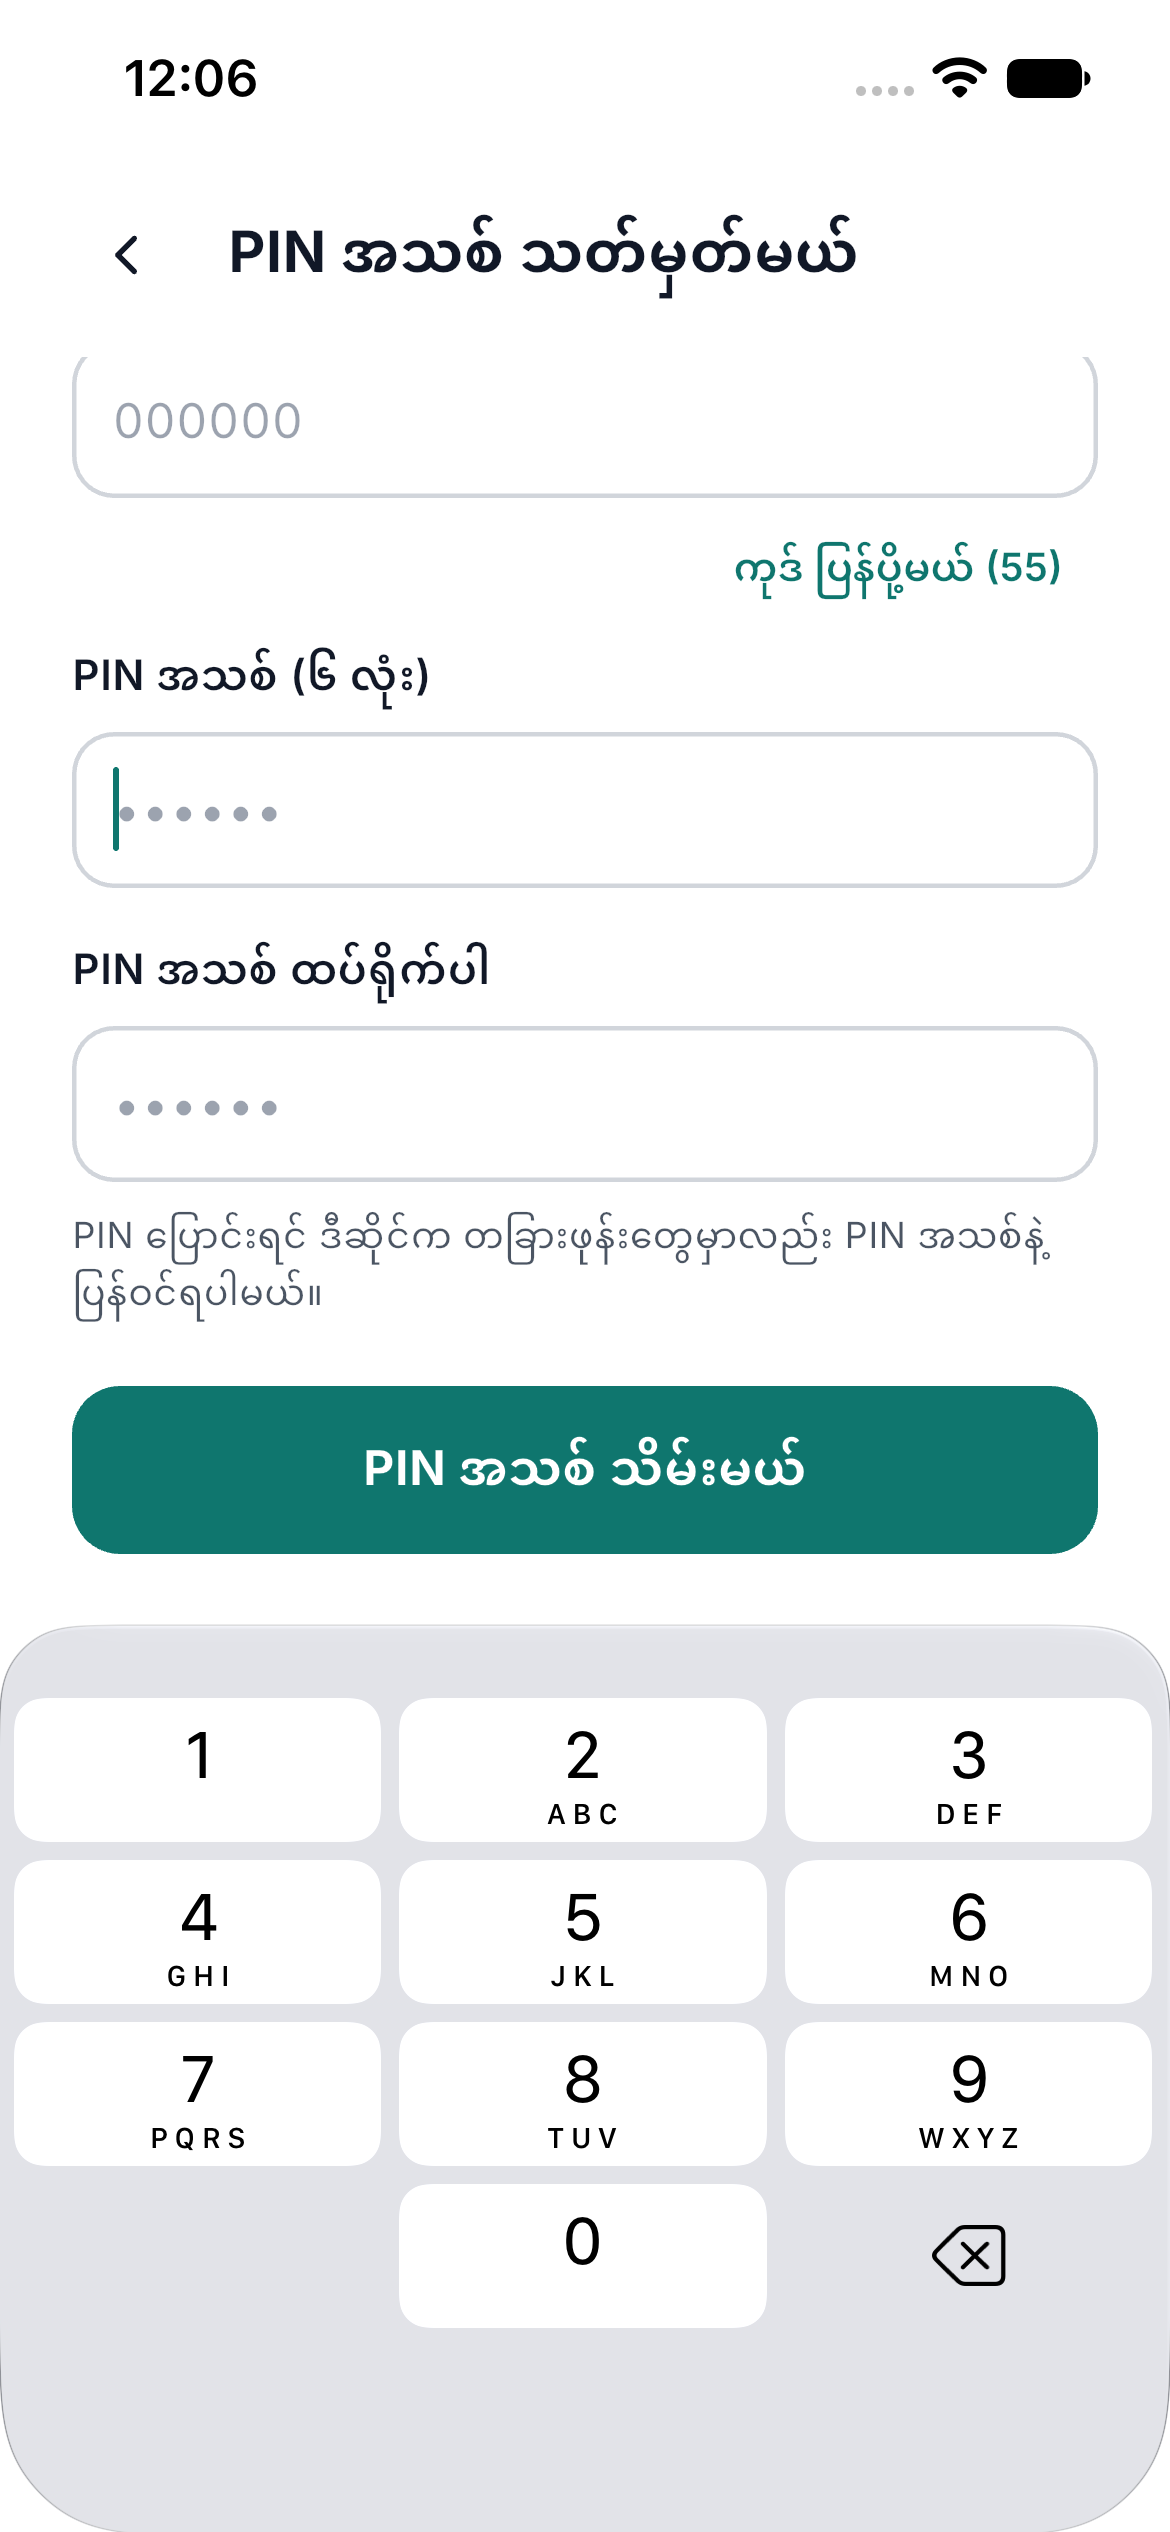 12:06
PIN အသစ် သတ်မှတ်မယ်
000000
ကုဒ် ပြန်ပို့မယ် (55)
PIN အသစ် (၆ လုံး)
••••••
PIN အသစ် ထပ်ရိုက်ပါ
••••••
PIN ပြောင်းရင် ဒီဆိုင်က တခြားဖုန်းတွေမှာလည်း PIN အသစ်နဲ့
ပြန်ဝင်ရပါမယ်။
PIN အသစ် သိမ်းမယ်
1 2 3
ABC DEF
4 5 6
GHI JKL MNO
7 8 9
PQRS TUV WXYZ
0